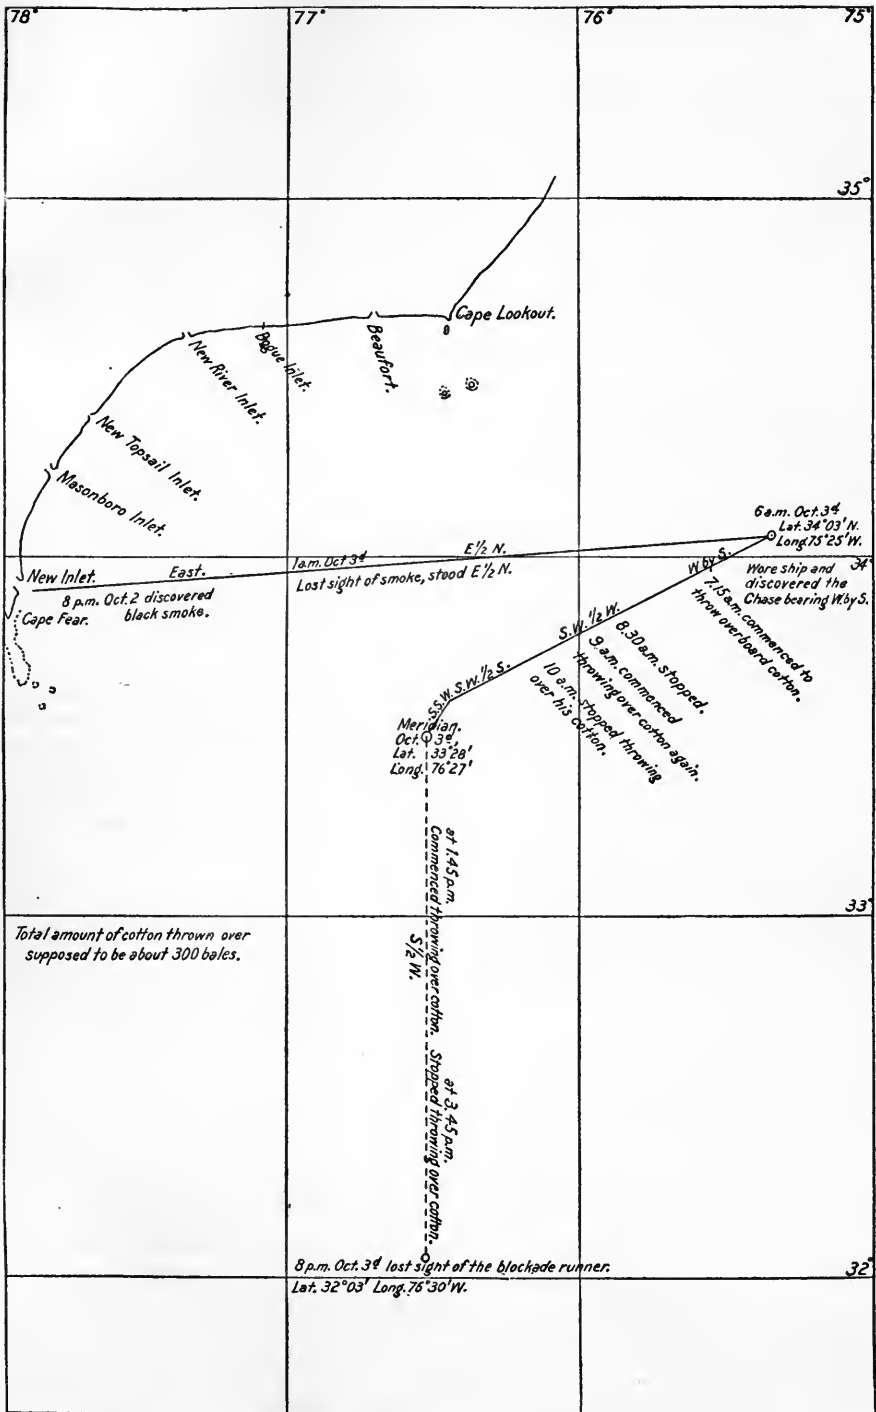 78°
77°
76°
75°
35°
Cape Lookout.
Beaufort.
Bogue Inlet.
New River Inlet.
New Topsail Inlet.
Masonboro Inlet.
6 a.m. Oct. 3d
Lat. 34°03' N.
Long. 75°25' W.
34°
New Inlet.
East.
1 a.m. Oct 3d
E ½ N.
Lost sight of smoke, stood E ½ N.
8 p.m. Oct. 2 discovered
black smoke.
Cape Fear.
W by S.
Wore ship and
discovered the
Chase bearing W. by S.
7.15 a.m. commenced to
throw overboard cotton.
S.W. ½ W.
8.30 a.m. stopped.
9 a.m. commenced
throwing over cotton again.
10 a.m. stopped throwing
over his cotton.
S.W. ½ S.
S.S.W.
Meridian.
Oct. 3d,
Lat. 33°28'
Long. 76°27'
at 1.45 p.m.
Commenced throwing over cotton.
S ½ W.
at 3.45 p.m.
Stopped throwing over cotton.
33°
Total amount of cotton thrown over
supposed to be about 300 bales.
8 p.m. Oct. 3d lost sight of the blockade runner.
Lat. 32°03' Long. 76°30' W.
32°